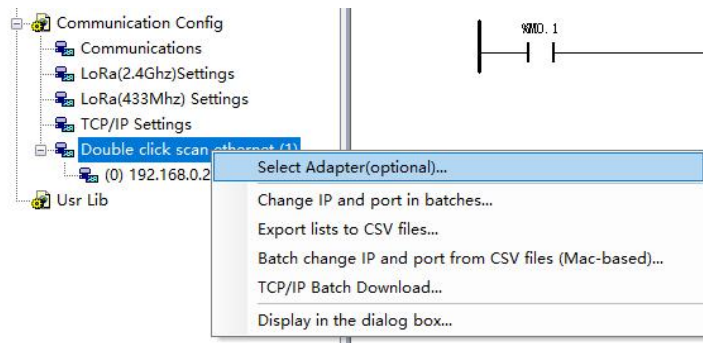 Communication Config
%M0.1
Communications
LoRa(2.4Ghz)Settings
LoRa(433Mhz) Settings
TCP/IP Settings
Double click scan ethernet (1)
Select Adapter(optional)...
(0) 192.168.0.2
Change IP and port in batches...
Usr Lib
Export lists to CSV files...
Batch change IP and port from CSV files (Mac-based)...
TCP/IP Batch Download...
Display in the dialog box...